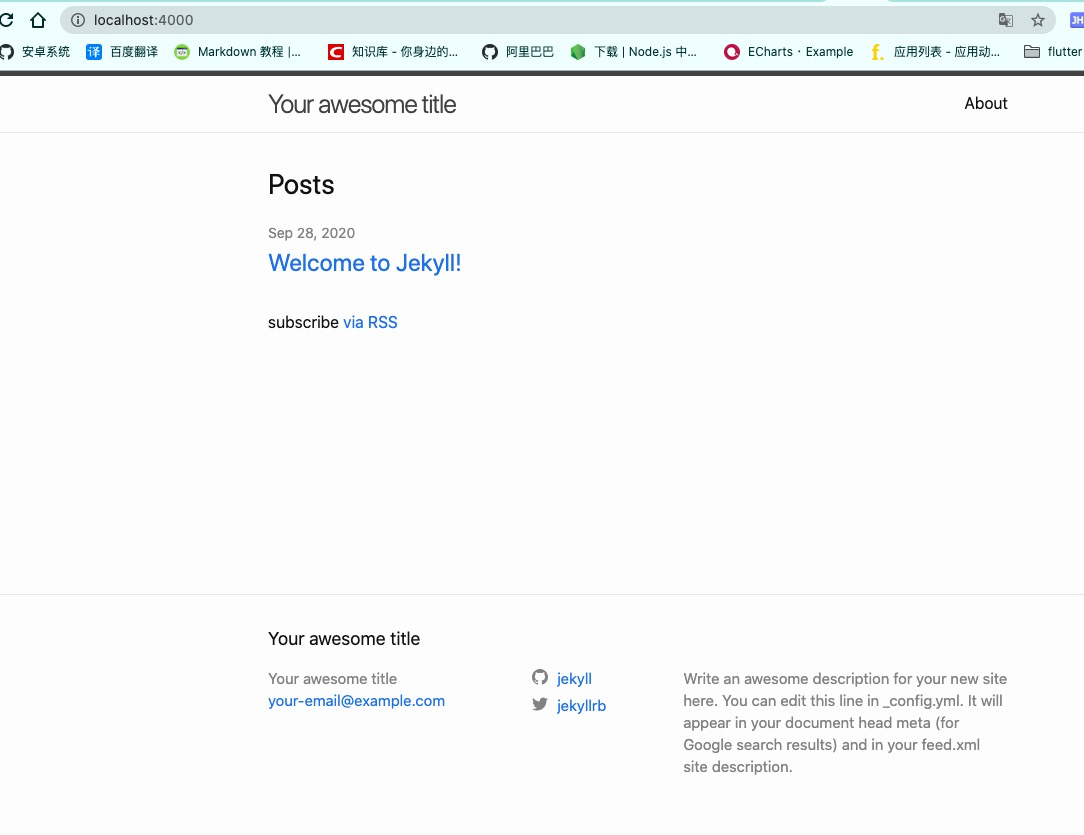 localhost:4000
安卓系统 百度翻译 Markdown 教程 |... 知识库 - 你身边的... 阿里巴巴 下载 | Node.js 中... ECharts · Example 应用列表 - 应用动... flutter
Your awesome title About
Posts
Sep 28, 2020
Welcome to Jekyll!
subscribe via RSS
Your awesome title
Your awesome title
your-email@example.com
jekyll
jekyllrb
Write an awesome description for your new site
here. You can edit this line in _config.yml. It will
appear in your document head meta (for
Google search results) and in your feed.xml
site description.